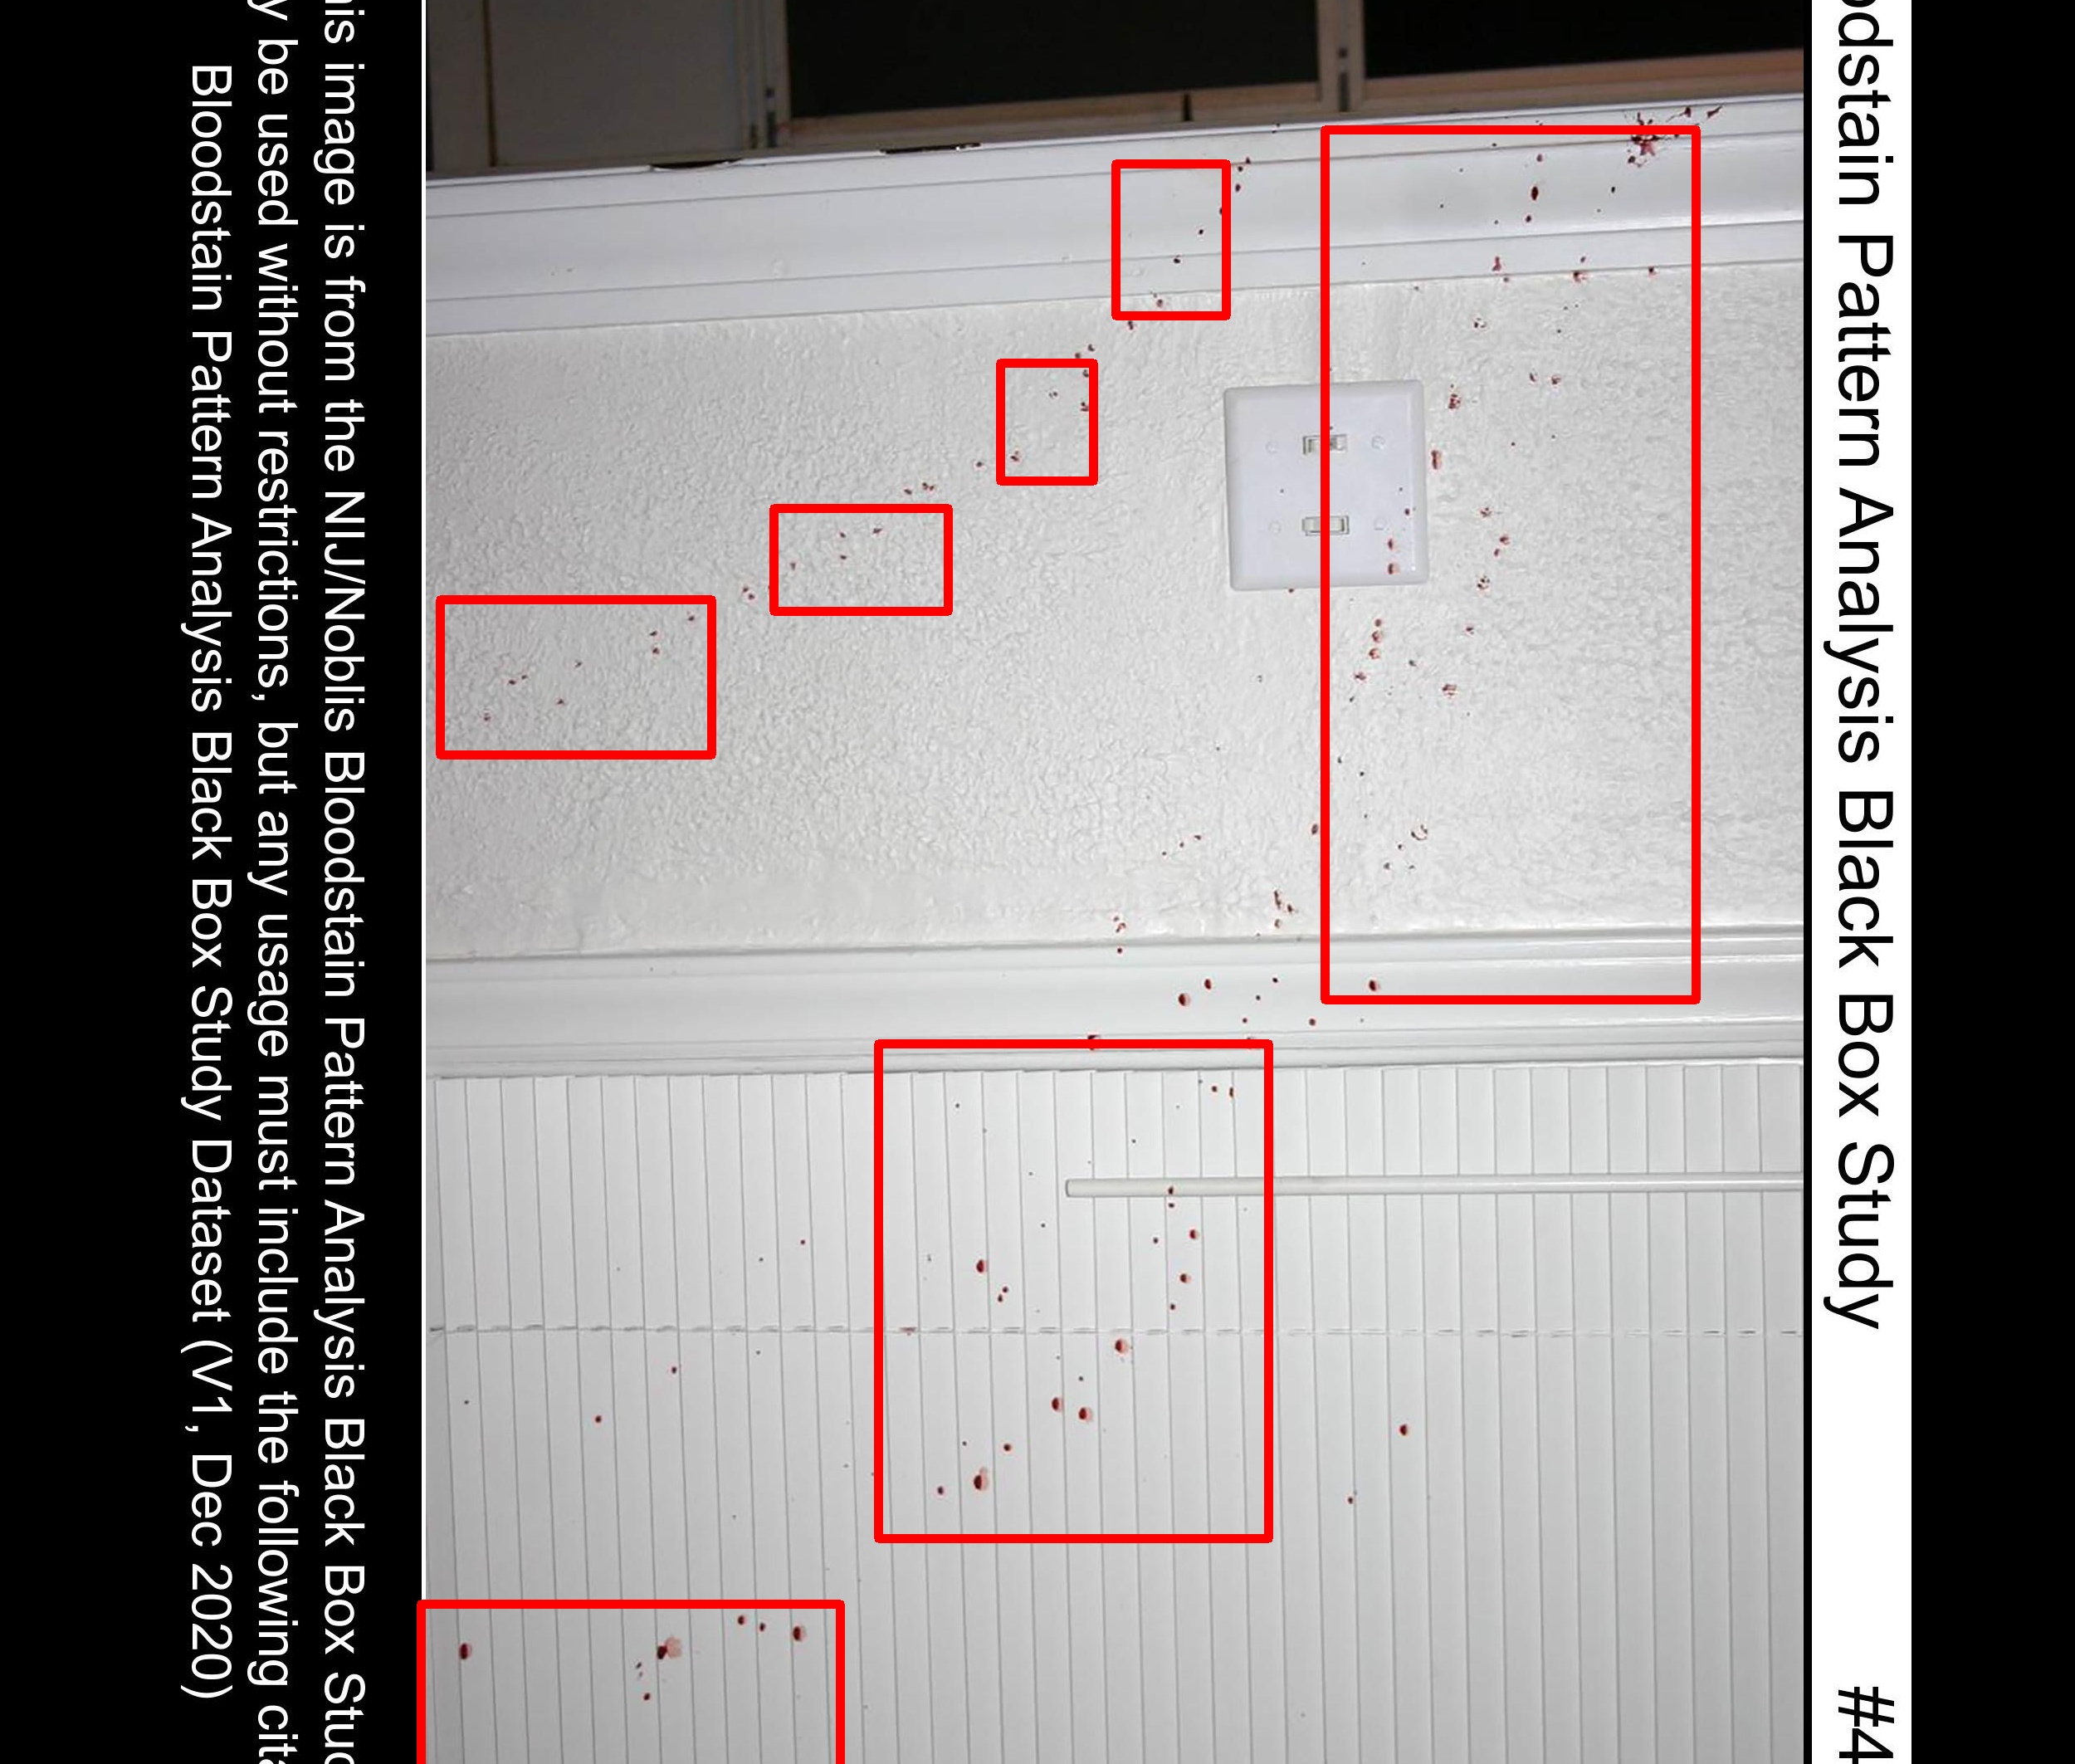 Pattern Analysis Black Box Study #4
image is from the NIJ/Noblis Bloodstain Pattern Analysis Black Box
be used without restrictions, but any usage must include the following
Bloodstain Pattern Analysis Black Box Study Dataset (V1, Dec 2020)